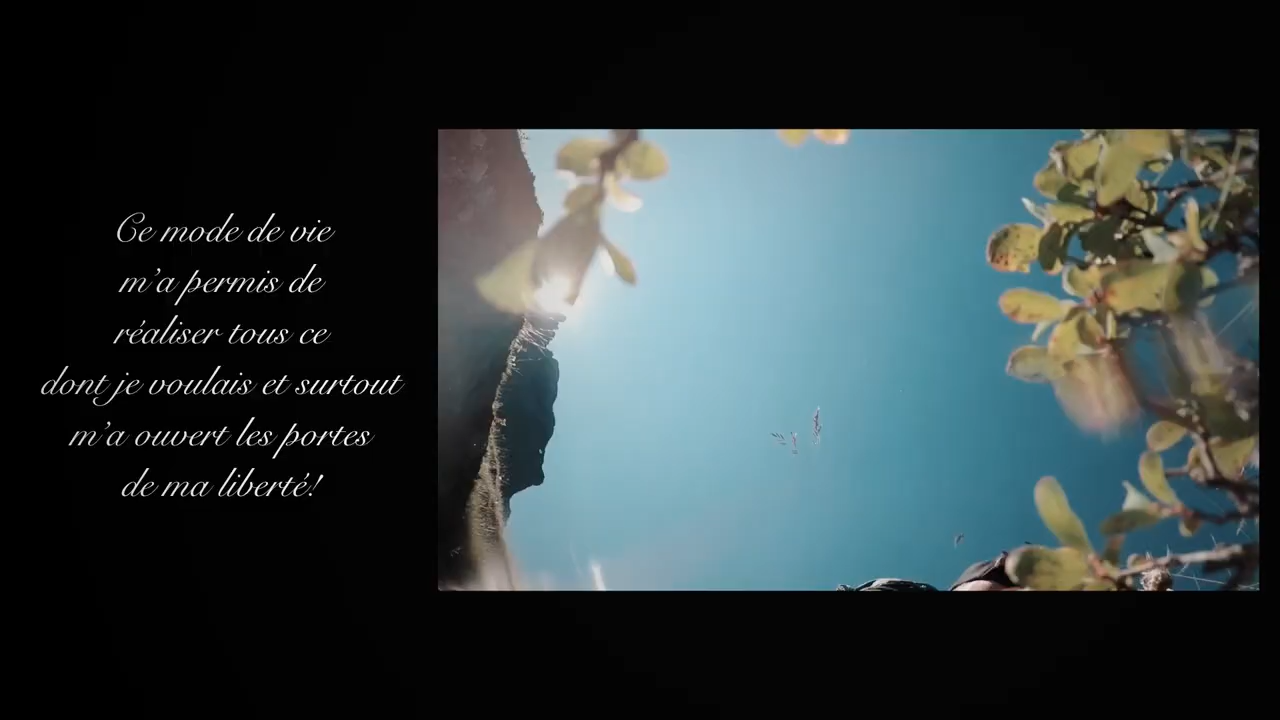 Ce mode de vie
m'a permis de
réaliser tous ce
dont je voulais et surtout
m'a ouvert les portes
de ma liberté!